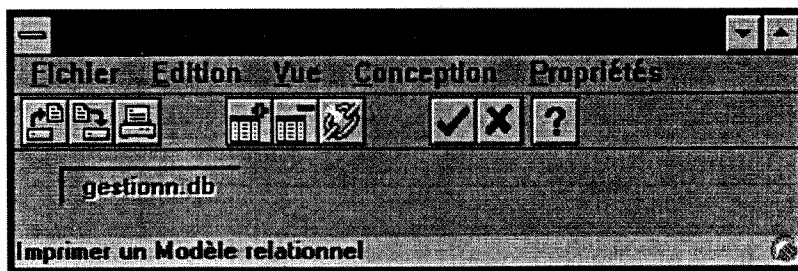 Fichier Edition Vue Conception Propriétés
?
gestionn.db
Imprimer un Modèle relationnel